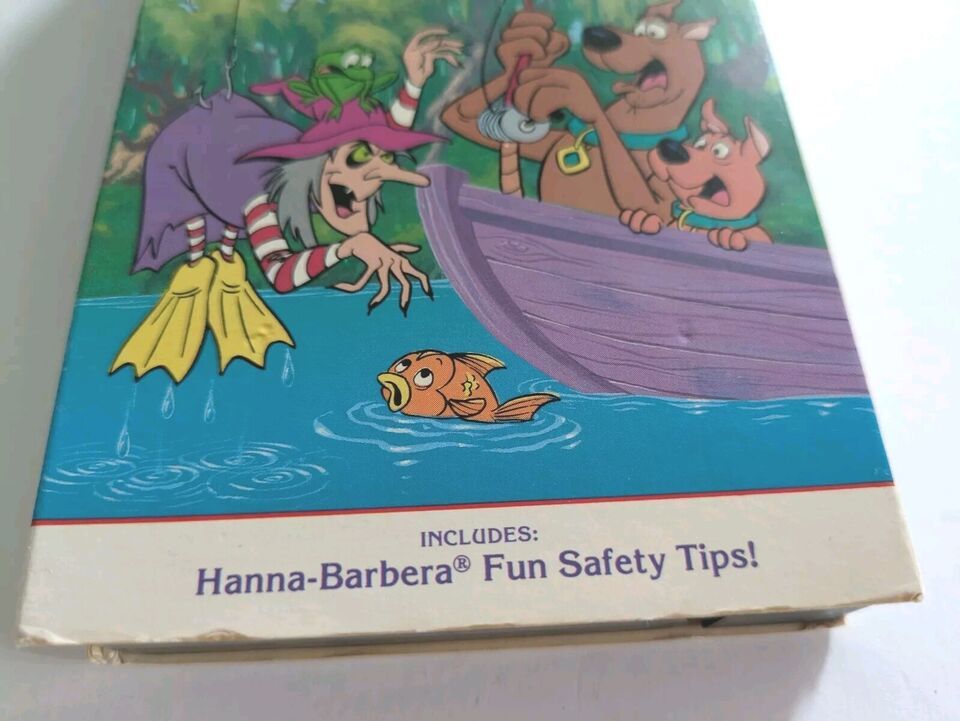 INCLUDES:
Hanna-Barbera® Fun Safety Tips!